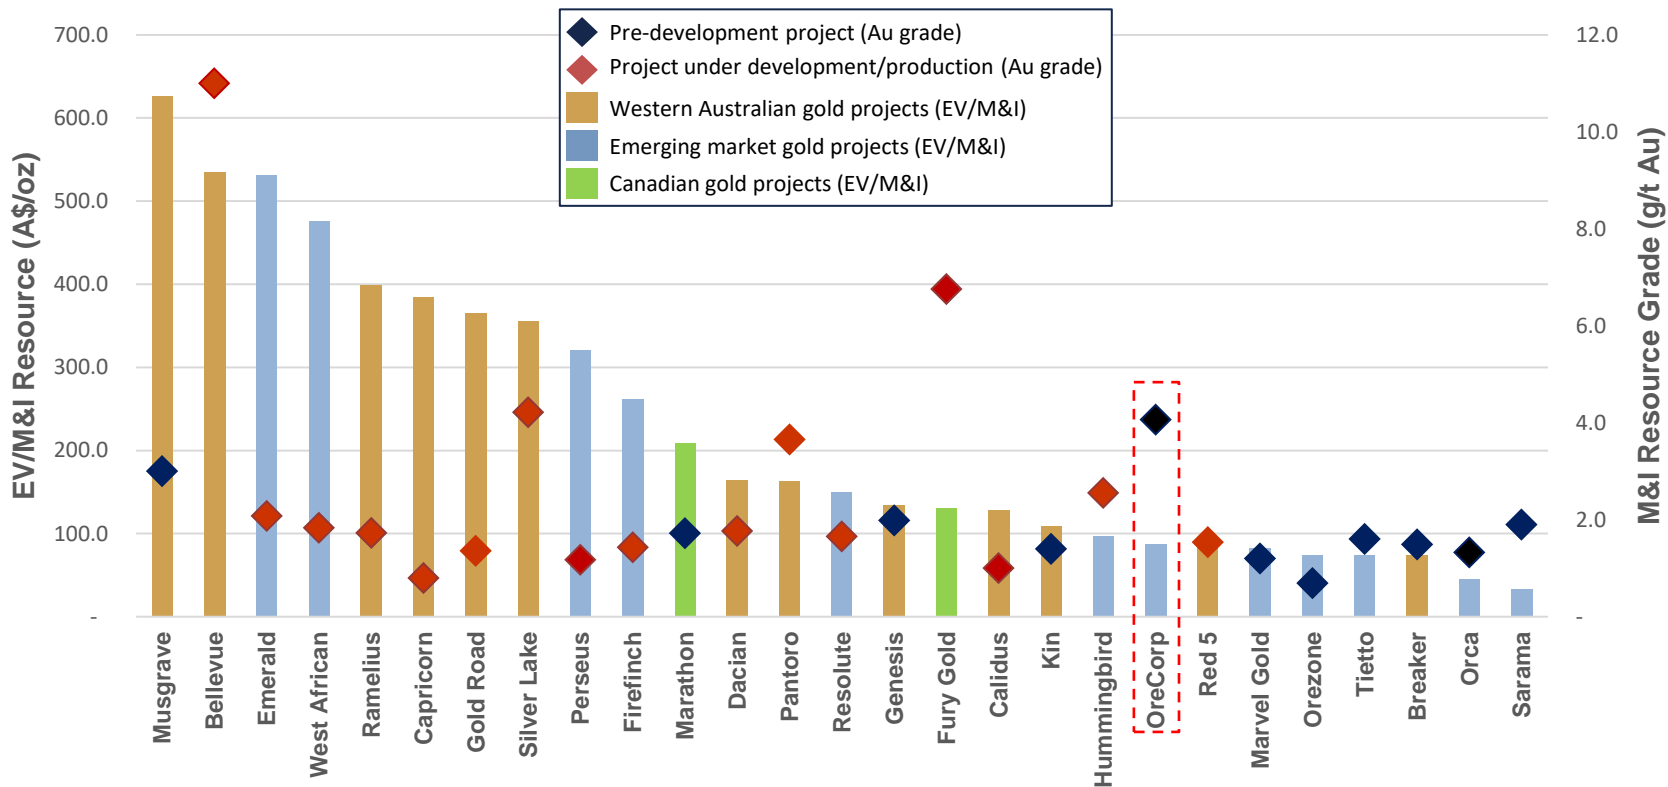 Pre-development project (Au grade)
Project under development/production (Au grade)
Western Australian gold projects (EV/M&I)
Emerging market gold projects (EV/M&I)
Canadian gold projects (EV/M&I)
EV/M&I Resource (A$/oz)
700.0
600.0
500.0
400.0
300.0
200.0
100.0
-
12.0
10.0
8.0
6.0
4.0
2.0
-
M&I Resource Grade (g/t Au)
Musgrave
Bellevue
Emerald
West African
Ramelius
Capricorn
Gold Road
Silver Lake
Perseus
Firefinch
Marathon
Dacian
Pantoro
Resolute
Genesis
Fury Gold
Calidus
Kin
Hummingbird
OreCorp
Red 5
Marvel Gold
Orezone
Tietto
Breaker
Orca
Sarama